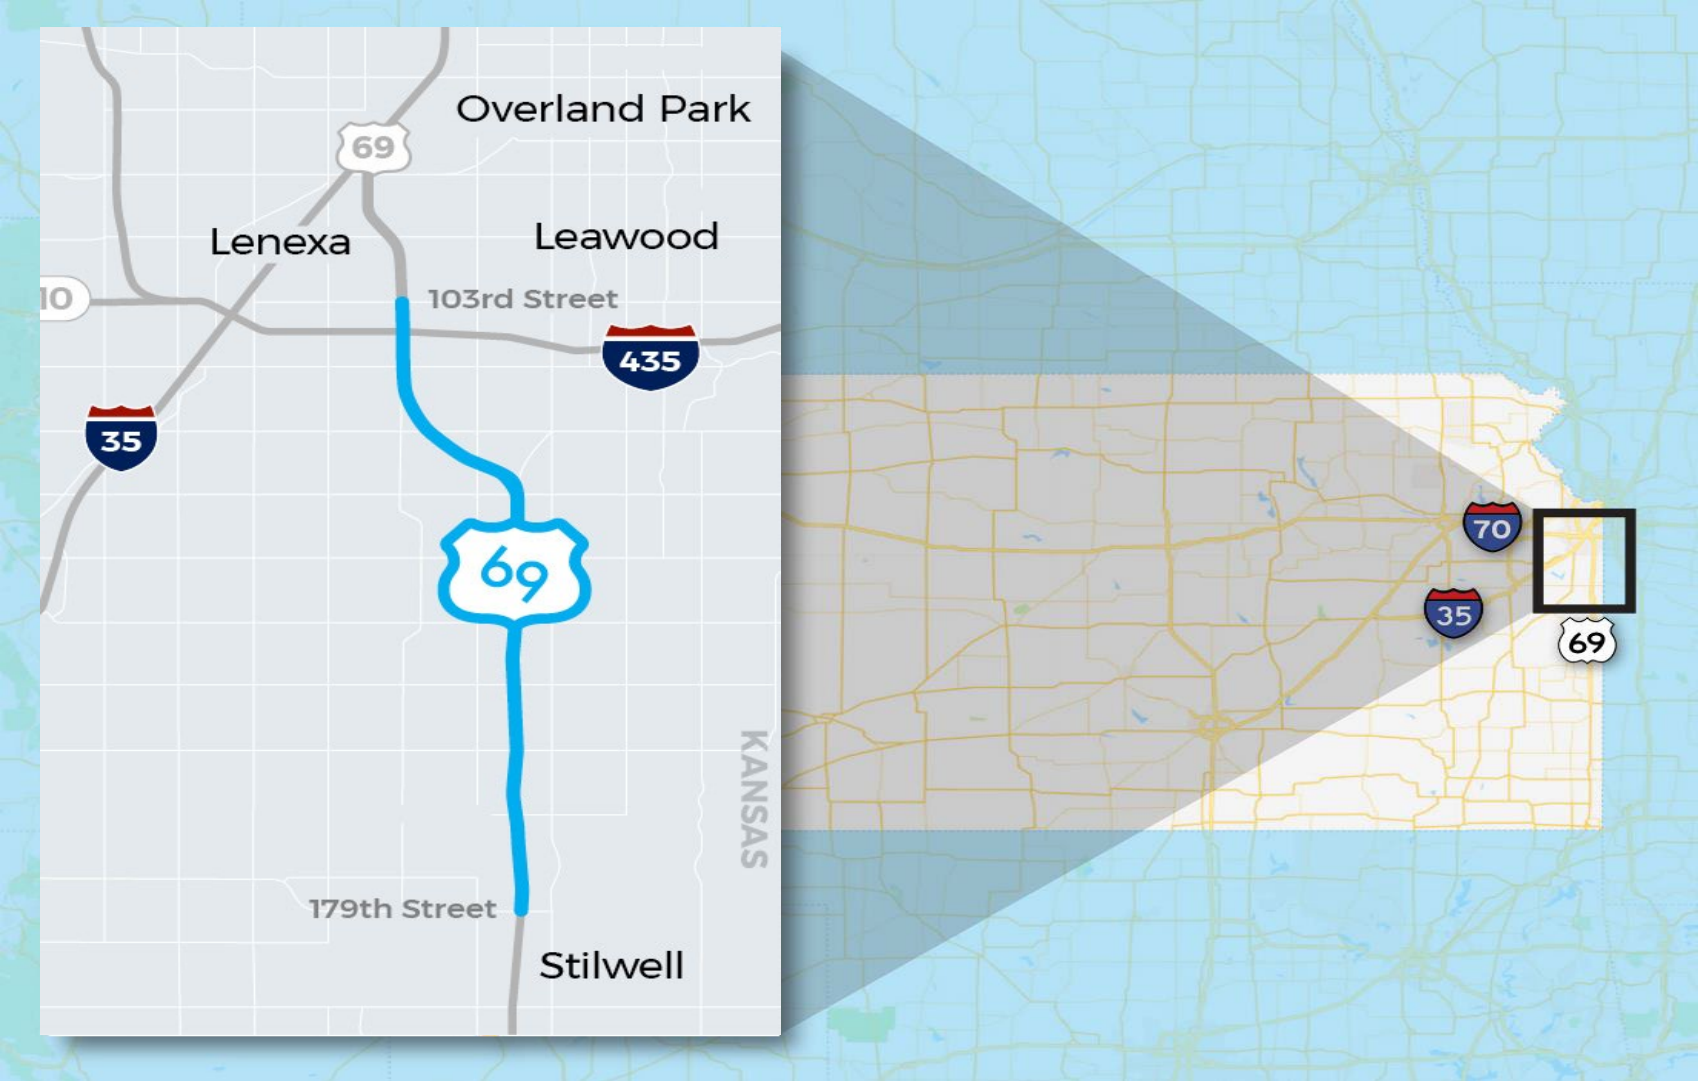 Overland Park
69
Lenexa
Leawood
10
103rd Street
435
35
69
KANSAS
179th Street
Stilwell
70
35
69